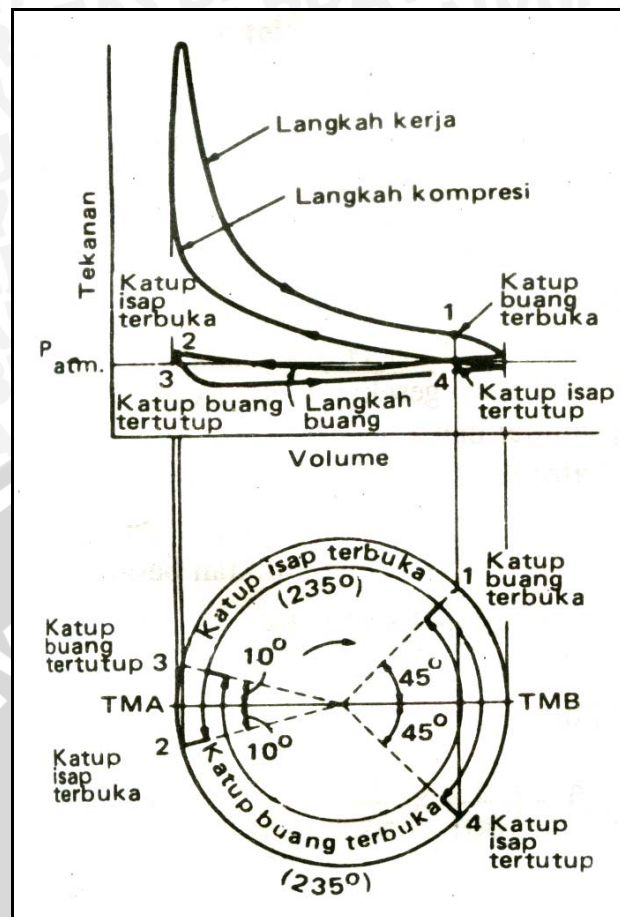 Langkah kerja
Langkah kompresi
Tekanan
Katup
isap
terbuka
1
Katup
buang
terbuka
P atm.
2
3
4
Katup buang
tertutup
Langkah
buang
Katup isap
tertutup
Volume
Katup isap terbuka
(235°)
1
Katup
buang
terbuka
Katup
buang
tertutup 3
10°
45°
TMA
TMB
10°
45°
2
Katup
isap
terbuka
Katup buang terbuka
(235°)
4 Katup
isap
tertutup